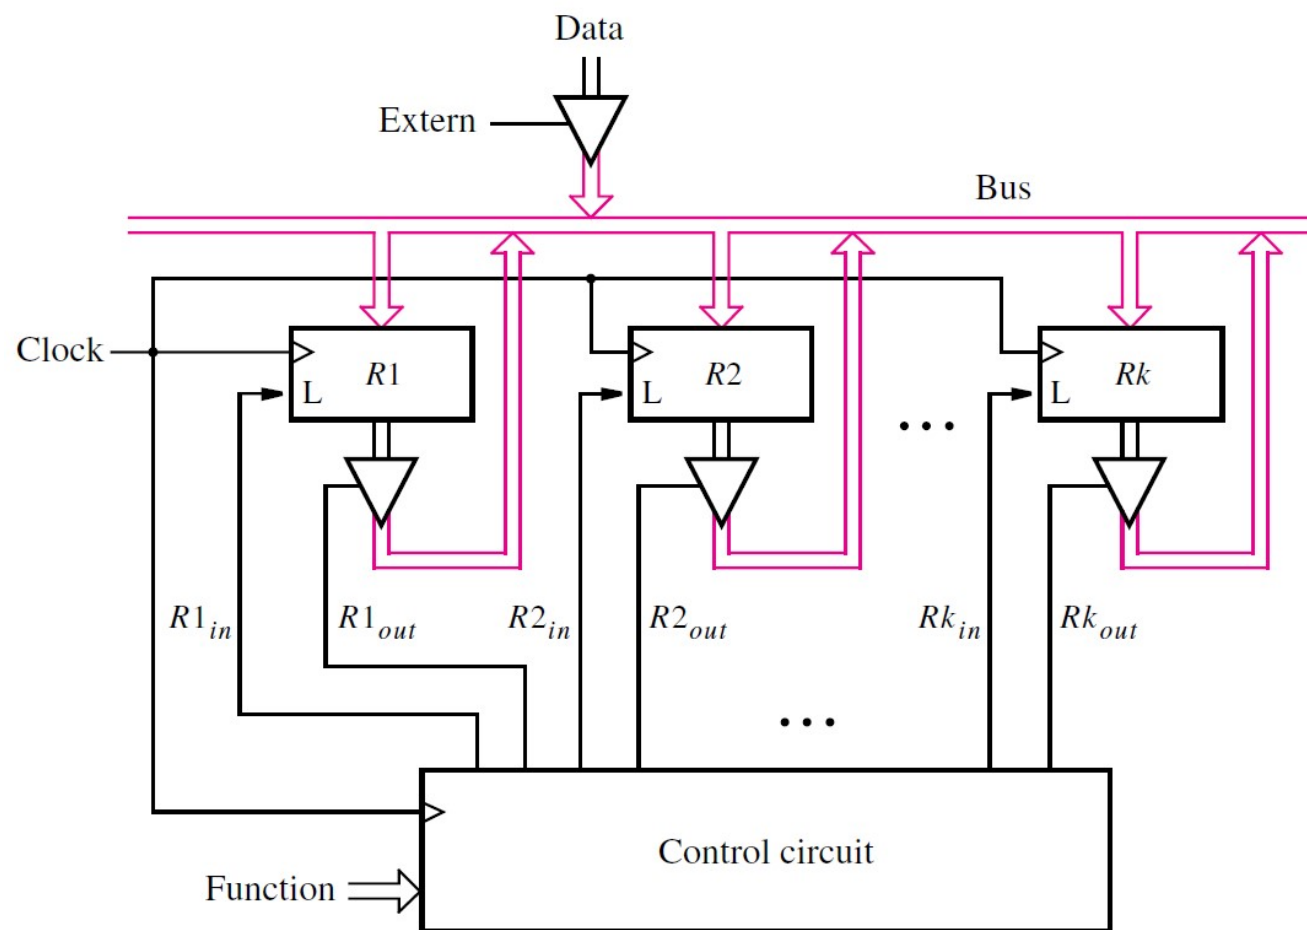 Data
Extern
Bus
Clock
R1
L
R2
L
Rk
L
R1in
R1out
R2in
R2out
Rkin
Rkout
Control circuit
Function